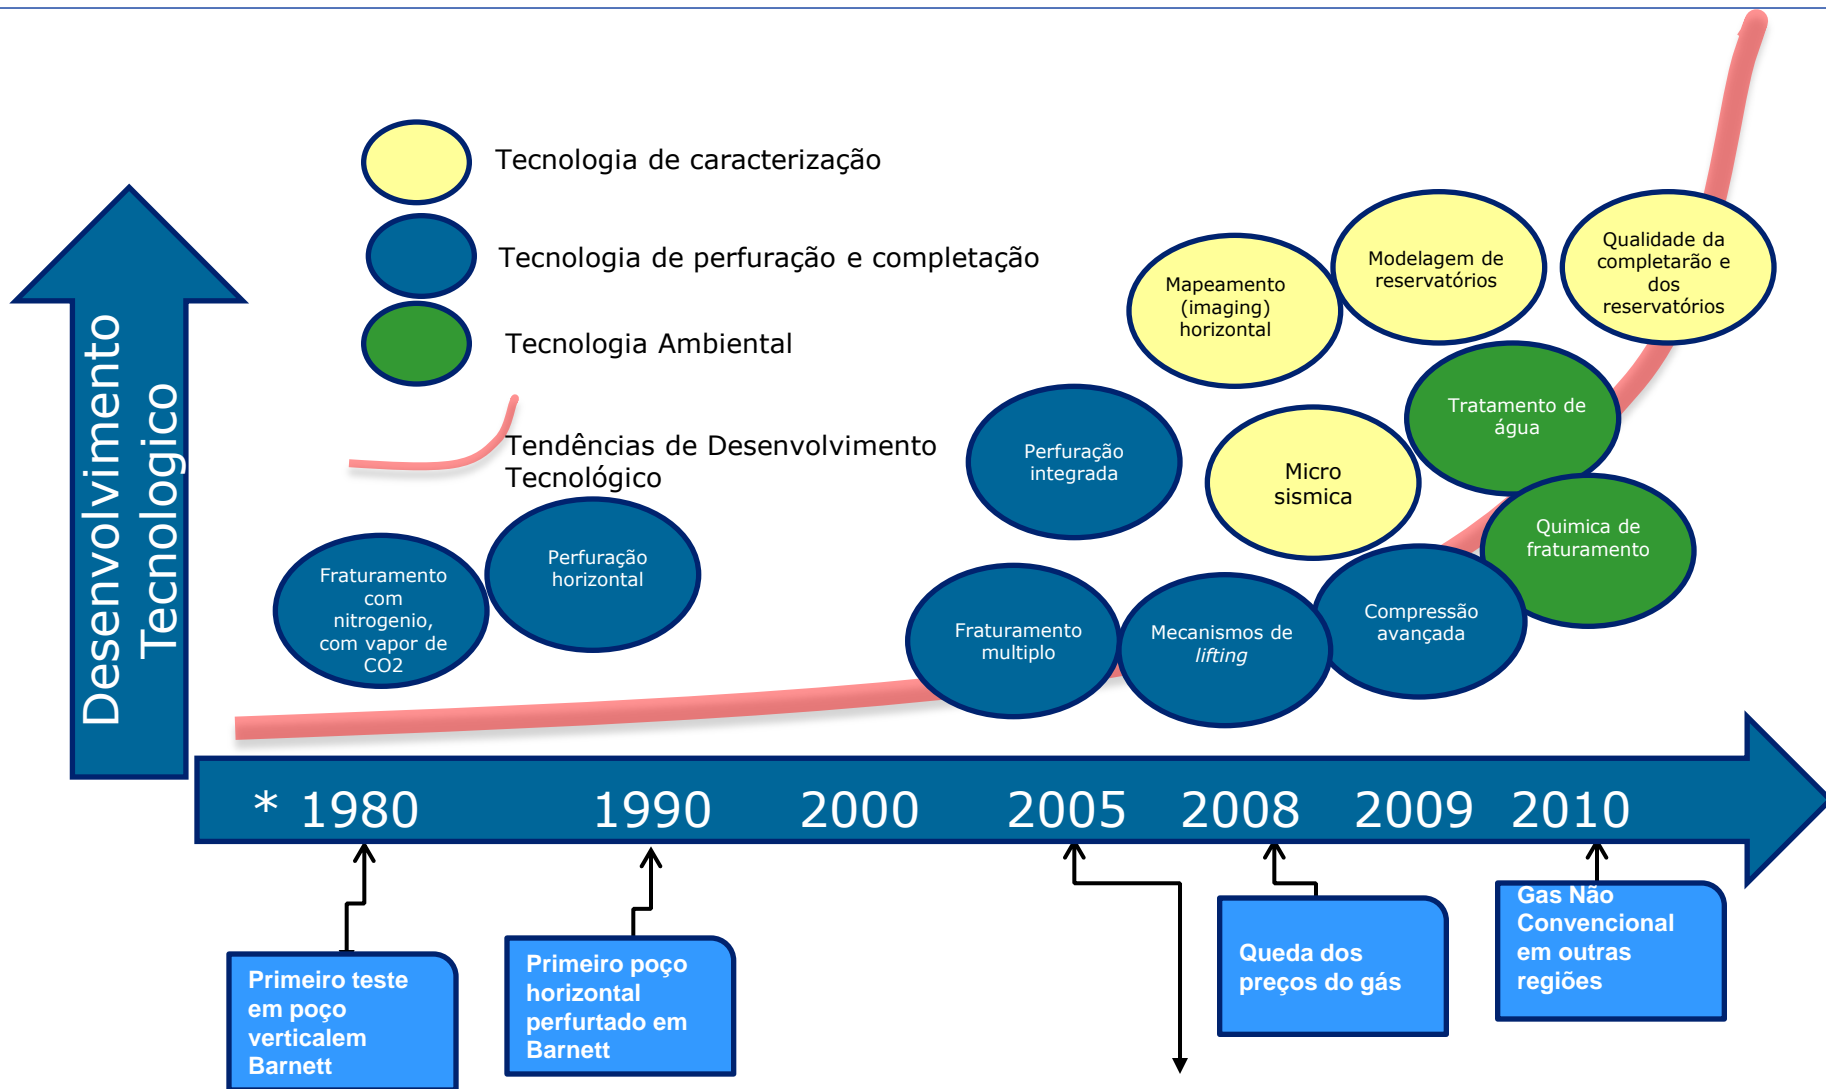 Tecnologia de caracterização
Tecnologia de perfuração e completação
Tecnologia Ambiental
Tendências de Desenvolvimento
Tecnológico
Desenvolvimento
Tecnologico
Fraturamento
com
nitrogenio,
com vapor de
CO2
Perfuração
horizontal
Perfuração
integrada
Fraturamento
multiplo
Mecanismos de
lifting
Compressão
avançada
Mapeamento
(imaging)
horizontal
Modelagem de
reservatórios
Qualidade da
completarão e
dos
reservatórios
Micro
sismica
Tratamento de
água
Quimica de
fraturamento
* 1980
1990
2000
2005
2008
2009
2010
Primeiro teste
em poço
verticalem
Barnett
Primeiro poço
horizontal
perfurtado em
Barnett
Queda dos
preços do gás
Gas Não
Convencional
em outras
regiões